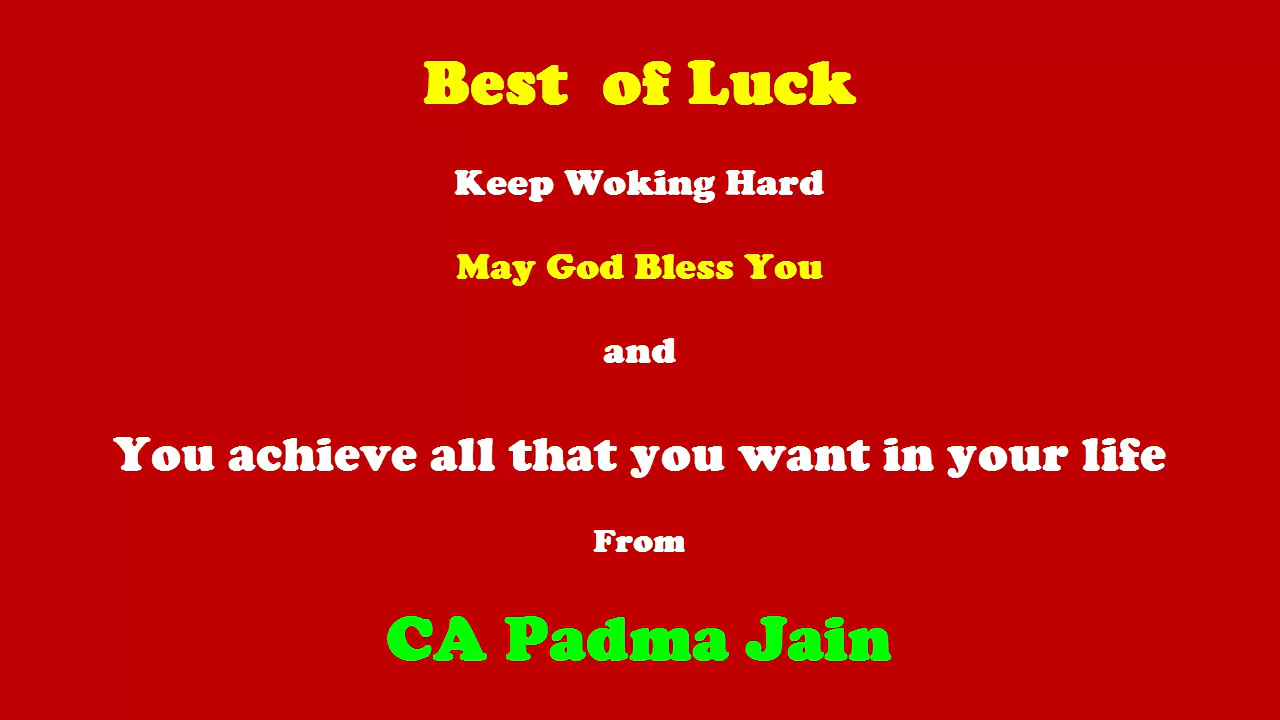 Best of Luck
Keep Woking Hard
May God Bless You
and
You achieve all that you want in your life
From
CA Padma Jain